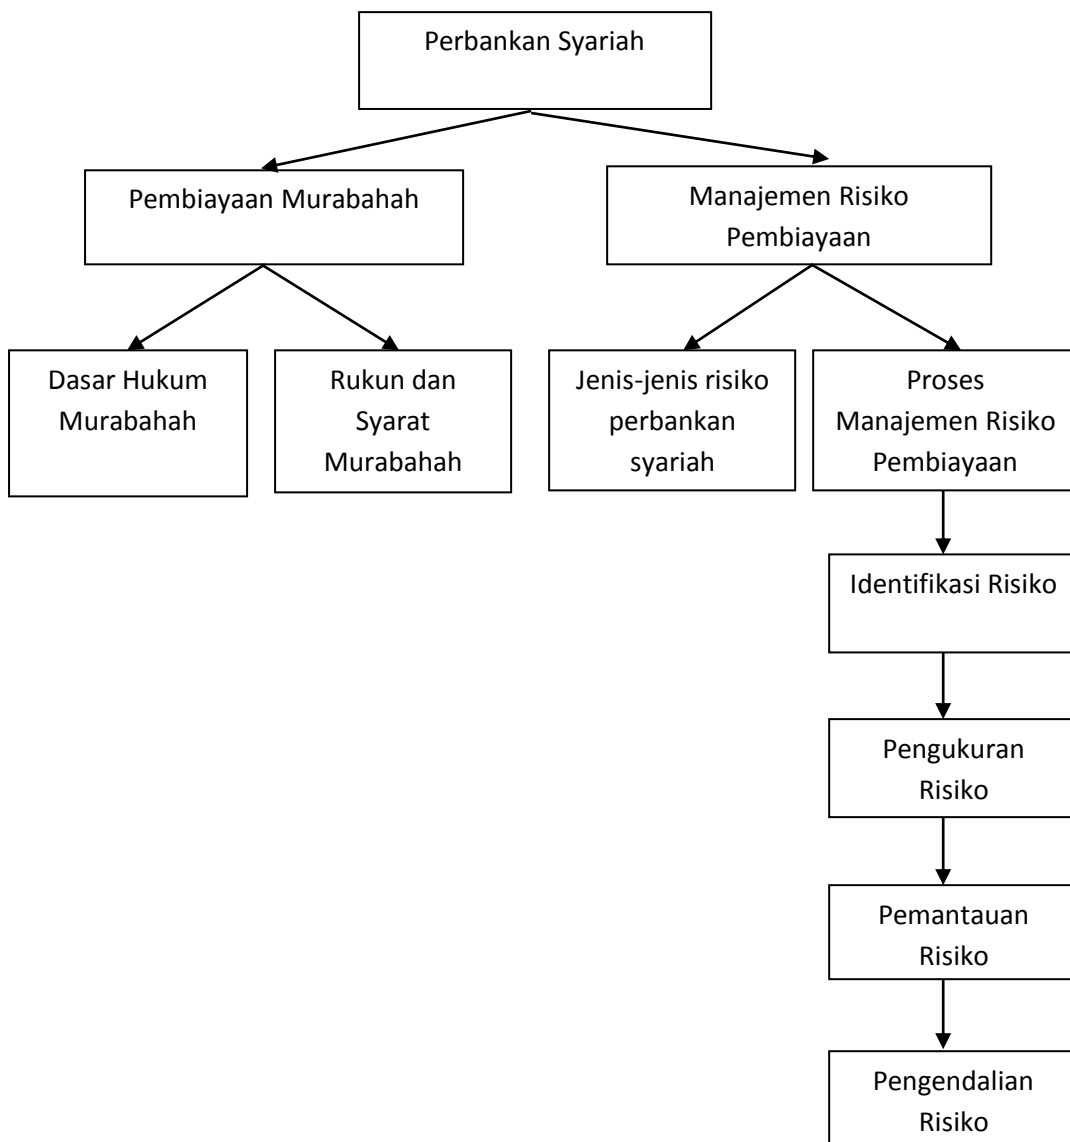 Perbankan Syariah
Pembiayaan Murabahah
Manajemen Risiko
Pembiayaan
Dasar Hukum
Murabahah
Rukun dan
Syarat
Murabahah
Jenis-jenis risiko
perbankan
syariah
Proses
Manajemen Risiko
Pembiayaan
Identifikasi Risiko
Pengukuran
Risiko
Pemantauan
Risiko
Pengendalian
Risiko